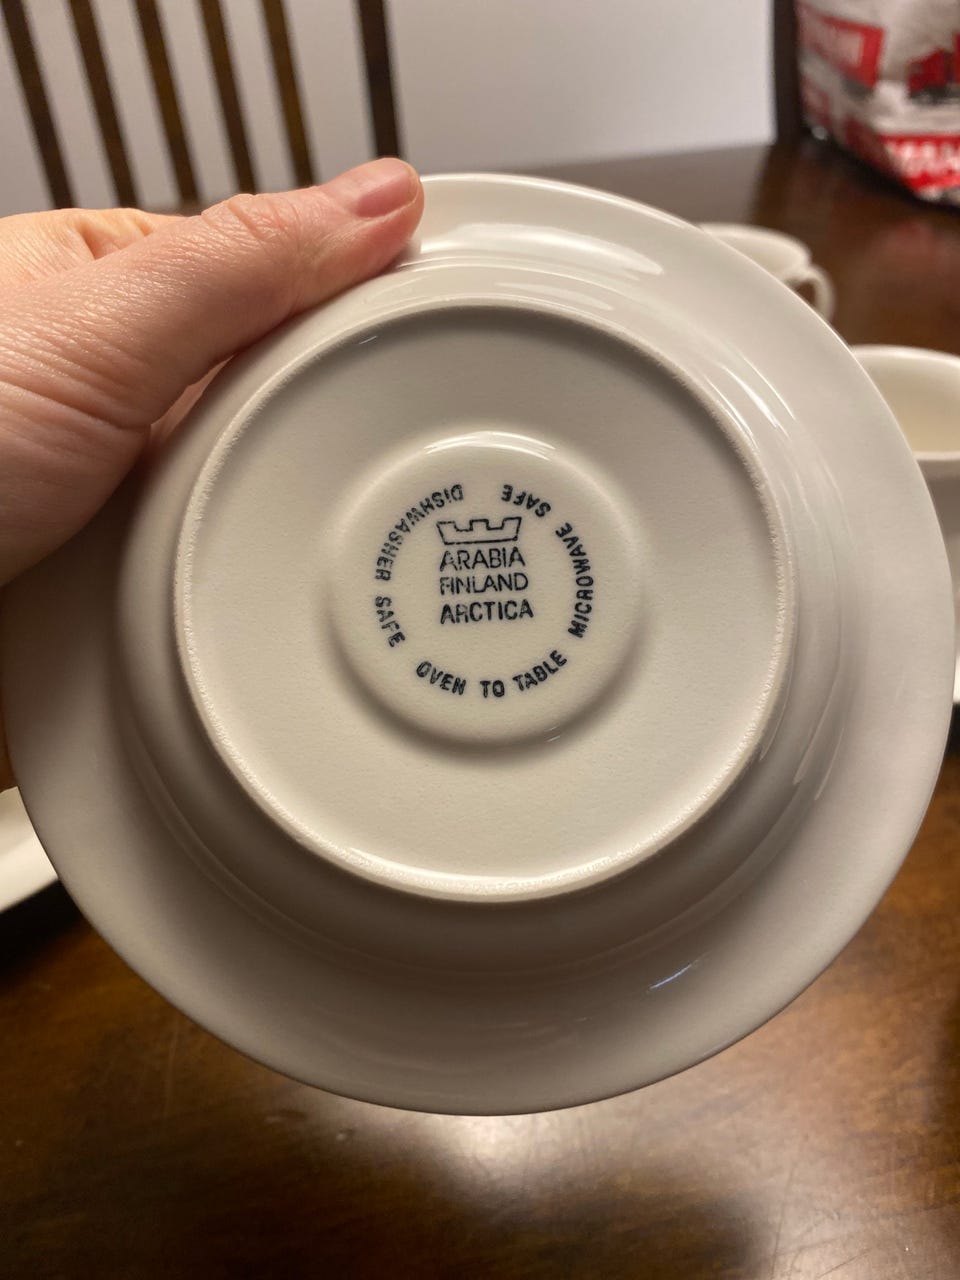 ARABIA
FINLAND
ARCTICA
DISHWASHER SAFE
OVEN TO TABLE
MICROWAVE SAFE